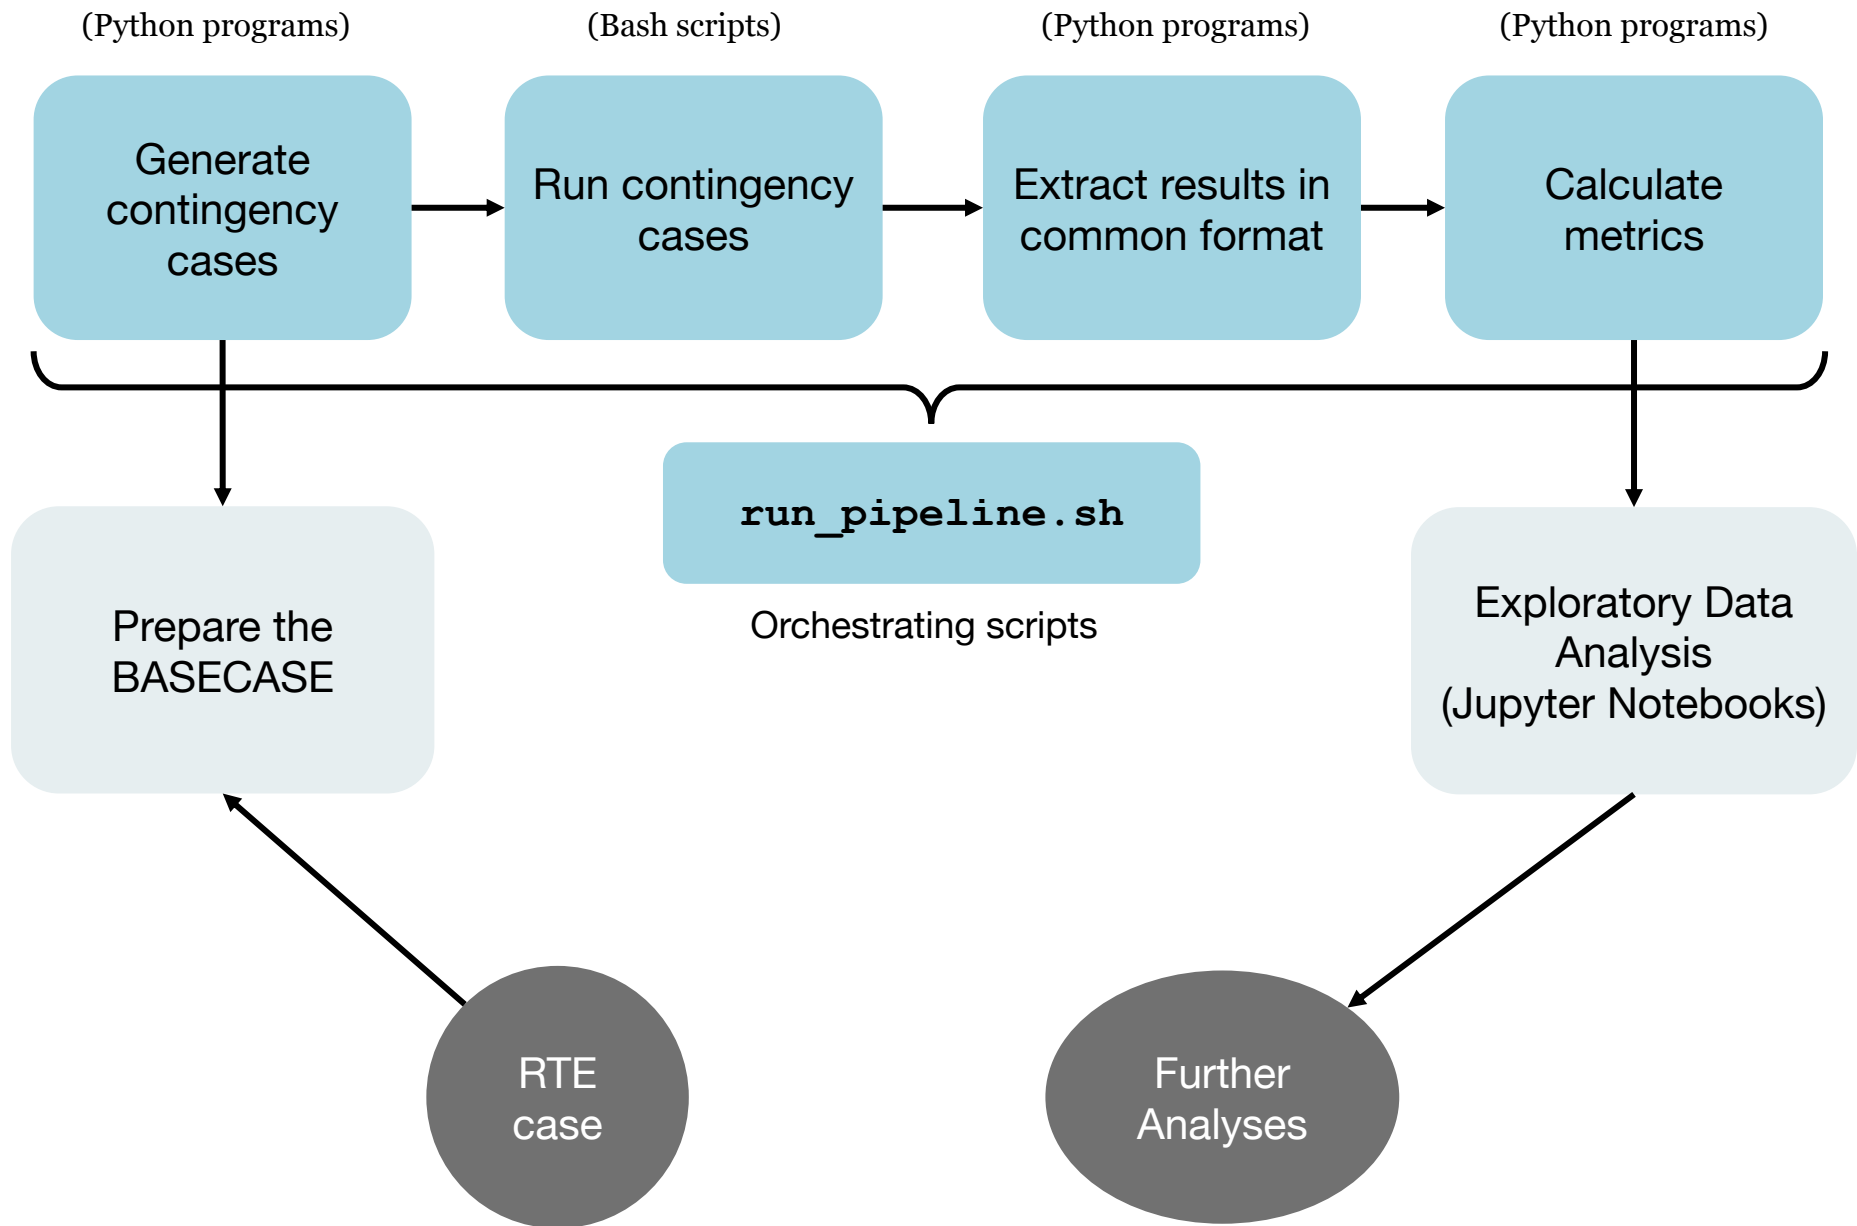 (Python programs)
(Bash scripts)
(Python programs)
(Python programs)
Generate
contingency
cases
Run contingency
cases
Extract results in
common format
Calculate
metrics
run_pipeline.sh
Orchestrating scripts
Prepare the
BASECASE
Exploratory Data
Analysis
(Jupyter Notebooks)
RTE
case
Further
Analyses